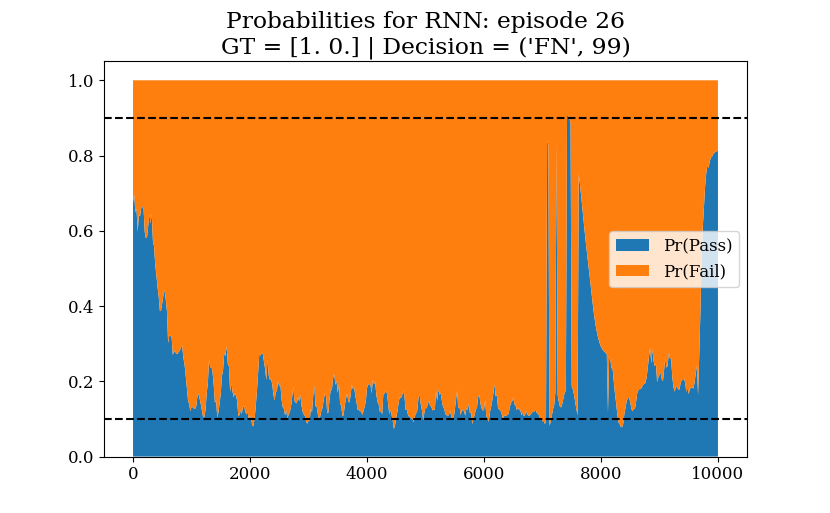 Probabilities for RNN: episode 26
GT = [1. 0.] | Decision = ('FN', 99)
1.0
0.8
0.6
0.4
0.2
0.0
Pr(Pass)
Pr(Fail)
0 2000 4000 6000 8000 10000